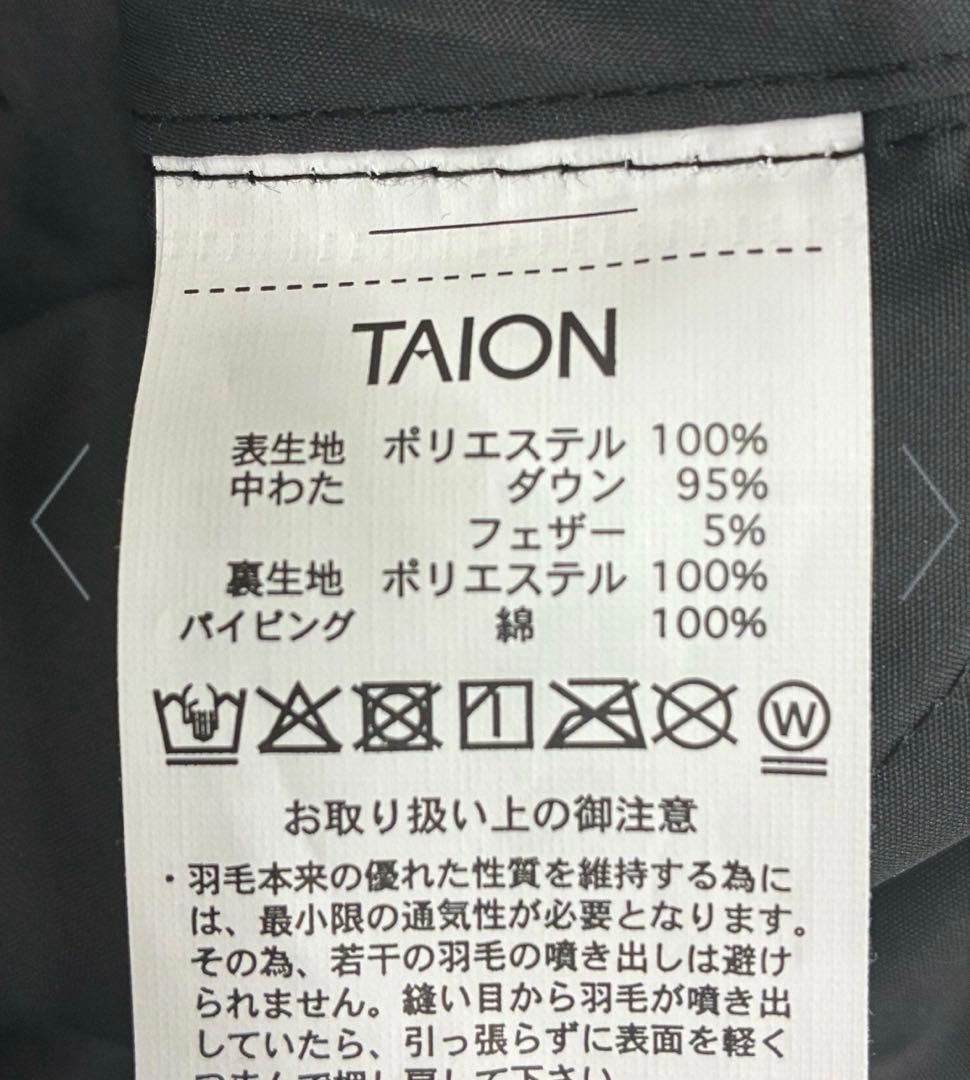 TAION
表生地 ポリエステル 100%
中わた ダウン 95%
フェザー 5%
裏生地 ポリエステル 100%
パイピング 綿 100%
W
お取り扱い上の御注意
・羽毛本来の優れた性質を維持する為に
は、最小限の通気性が必要となります。
その為、若干の羽毛の噴き出しは避け
られません。縫い目から羽毛が噴き出
していたら、引っ張らずに表面を軽く